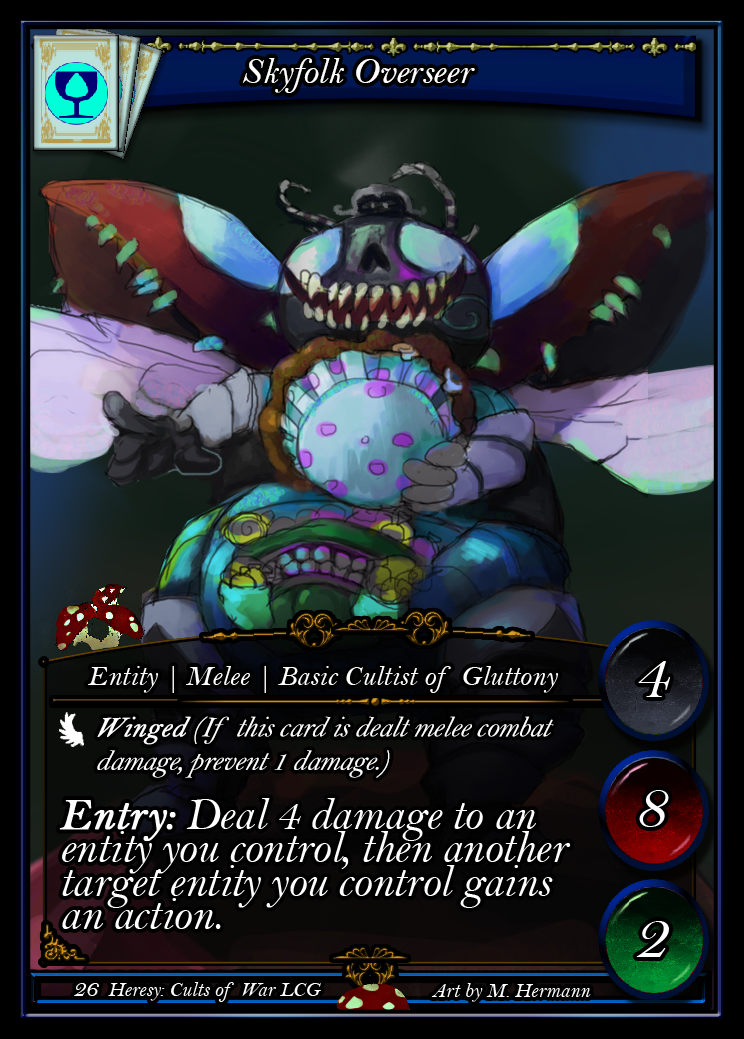 Skyfolk Overseer
Entity | Melee | Basic Cultist of Gluttony
4
Winged (If this card is dealt melee combat
damage, prevent 1 damage.)
8
Entry: Deal 4 damage to an
entity you control, then another
target entity you control gains
an action.
2
26 Heresy: Cults of War LCG
Art by M. Hermann